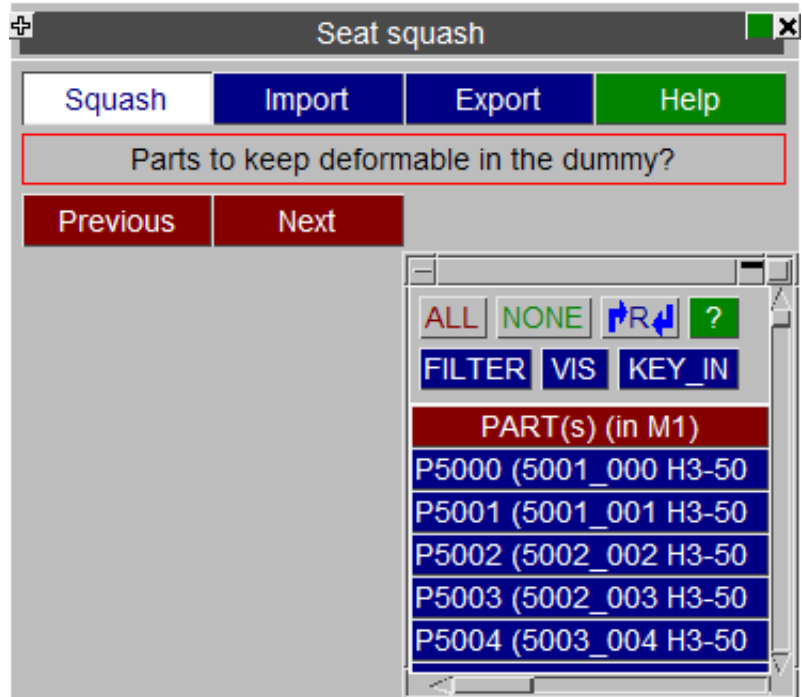 Seat squash
Squash Import Export Help
Parts to keep deformable in the dummy?
Previous Next
ALL NONE R ?
FILTER VIS KEY_IN
PART(s) (in M1)
P5000 (5001_000 H3-50
P5001 (5001_001 H3-50
P5002 (5002_002 H3-50
P5003 (5002_003 H3-50
P5004 (5003_004 H3-50